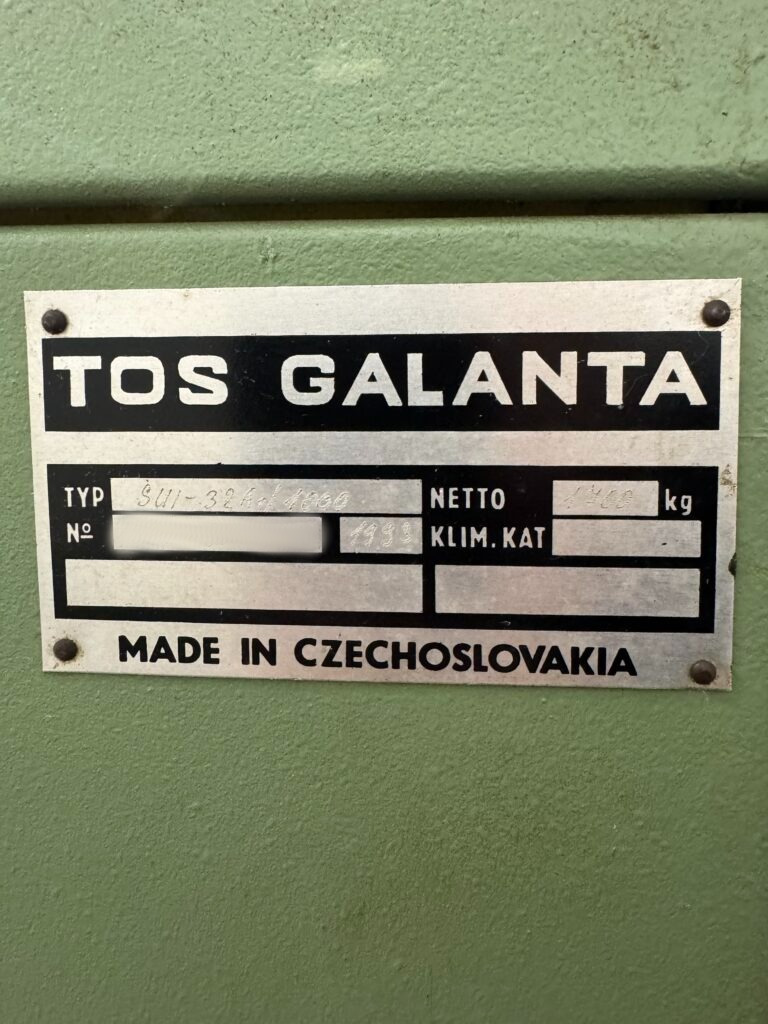 TOS GALANTA
TYP NETTO kg
Nº KLIM. KAT
MADE IN CZECHOSLOVAKIA